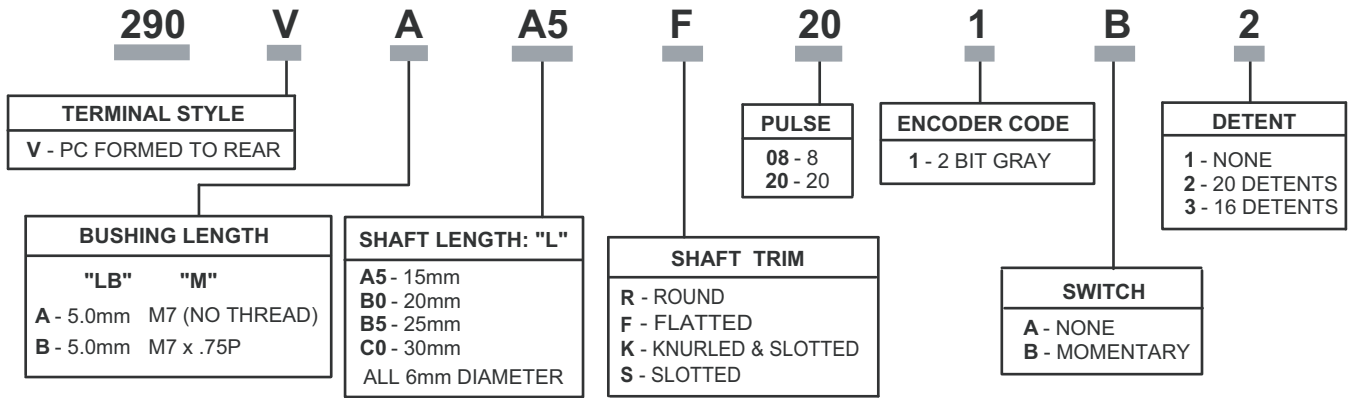 290 V A A5 F 20 1 B 2
TERMINAL STYLE
V - PC FORMED TO REAR
PULSE
08 - 8
20 - 20
ENCODER CODE
1 - 2 BIT GRAY
DETENT
1 - NONE
2 - 20 DETENTS
3 - 16 DETENTS
BUSHING LENGTH
"LB" "M"
A - 5.0mm M7 (NO THREAD)
B - 5.0mm M7 x .75P
SHAFT LENGTH: "L"
A5 - 15mm
B0 - 20mm
B5 - 25mm
C0 - 30mm
ALL 6mm DIAMETER
SHAFT TRIM
R - ROUND
F - FLATTED
K - KNURLED & SLOTTED
S - SLOTTED
SWITCH
A - NONE
B - MOMENTARY